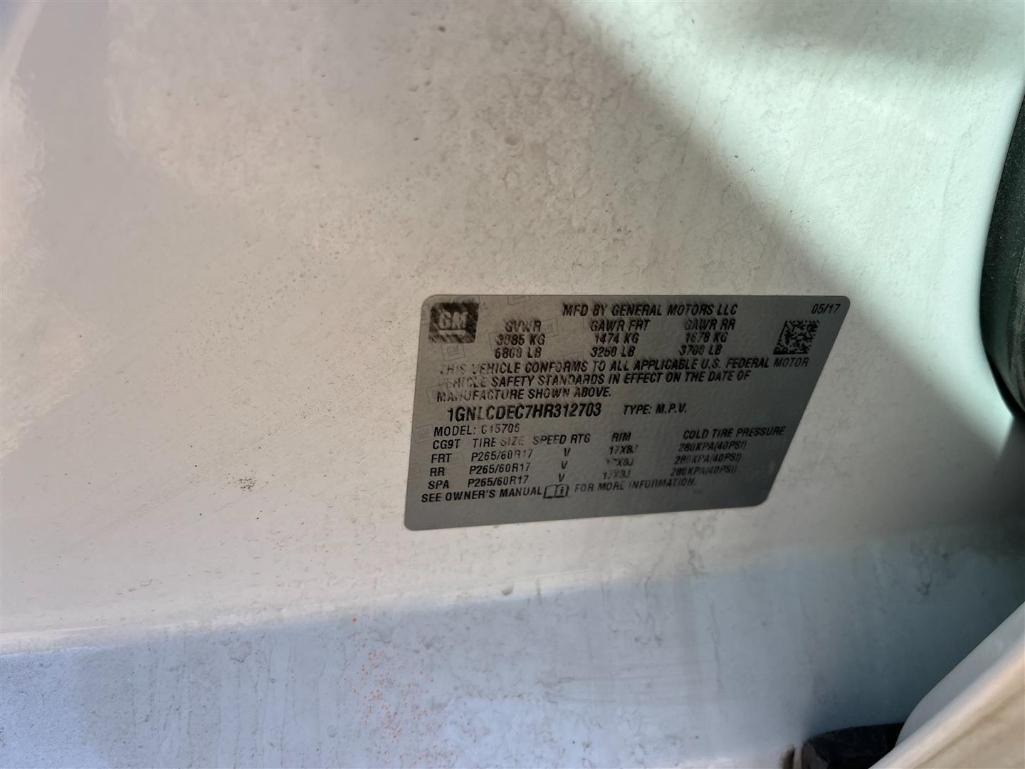 GM MFD BY GENERAL MOTORS LLC 05/17
GVWR GAWR FRT GAWR RR
3085 KG 1474 KG 1678 KG
6800 LB 3250 LB 3700 LB
THIS VEHICLE CONFORMS TO ALL APPLICABLE U.S. FEDERAL MOTOR
VEHICLE SAFETY STANDARDS IN EFFECT ON THE DATE OF
MANUFACTURE SHOWN ABOVE.
1GNLCDEC7HR312703 TYPE: M.P.V.
MODEL: C15706
CG9T TIRE SIZE SPEED RTG RIM COLD TIRE PRESSURE
FRT P265/60R17 V 17X8J 280KPA(40PSI)
RR P265/60R17 V 17X8J 280KPA(40PSI)
SPA P265/60R17 V 17X8J 280KPA(40PSI)
SEE OWNER'S MANUAL FOR MORE INFORMATION.